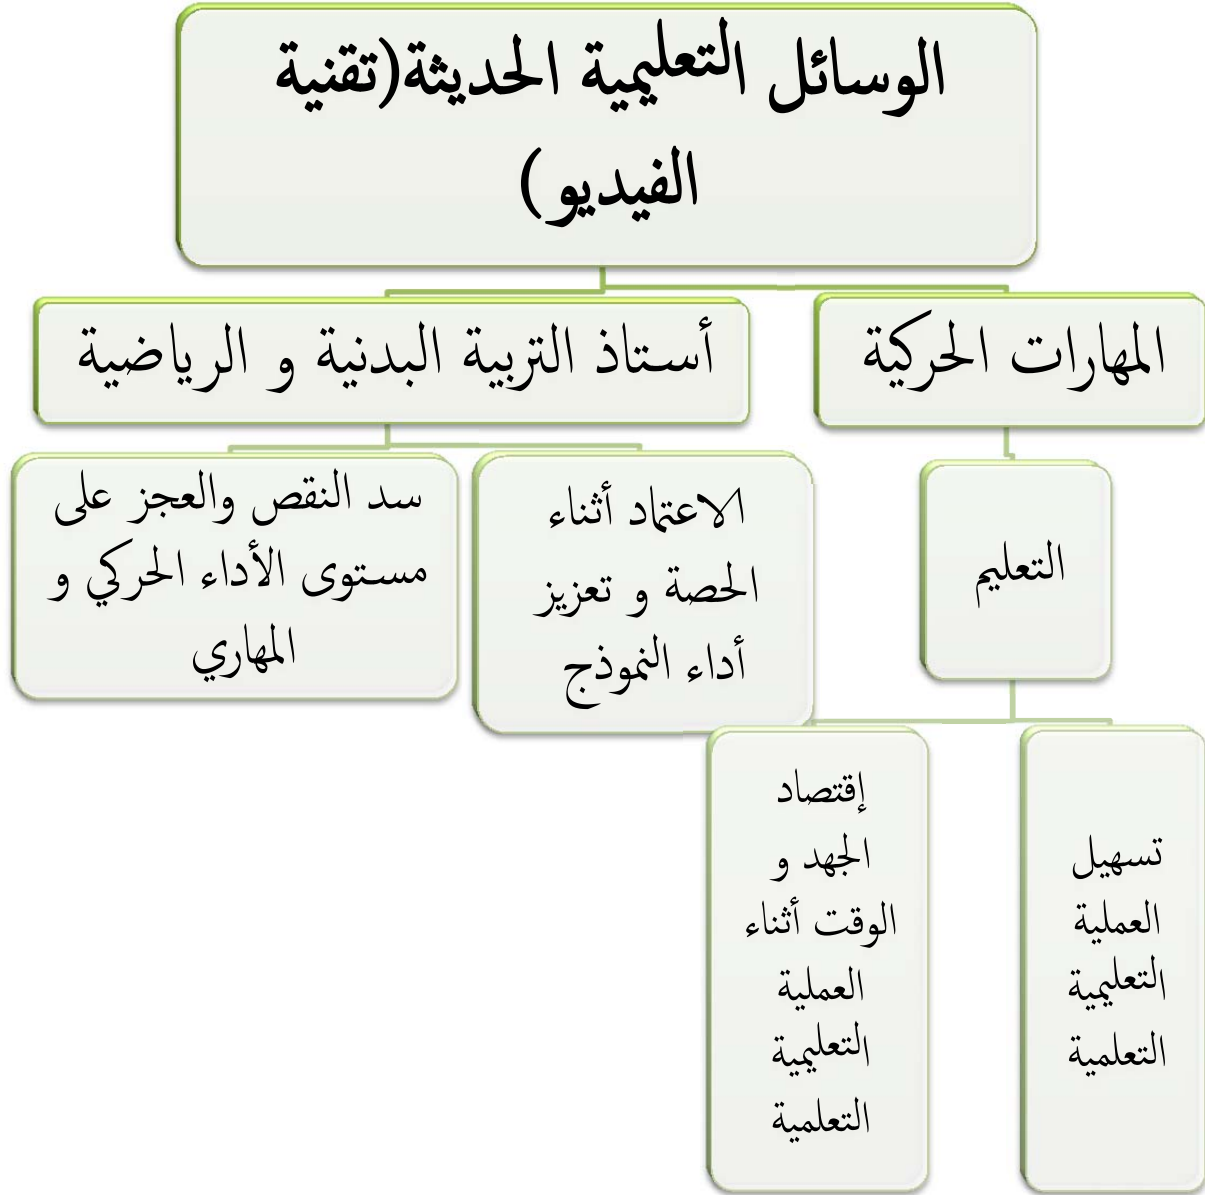 الوسائل التعليمية الحديثة(تقنية
الفيديو)
المهارات الحركية
أستاذ التربية البدنية و الرياضية
التعليم
الاعتماد أثناء
الحصة و تعزيز
أداء النموذج
سد النقص والعجز على
مستوى الأداء الحركي و
المهاري
تسهيل
العملية
التعليمية
التعلمية
إقتصاد
الجهد و
الوقت أثناء
العملية
التعليمية
التعلمية